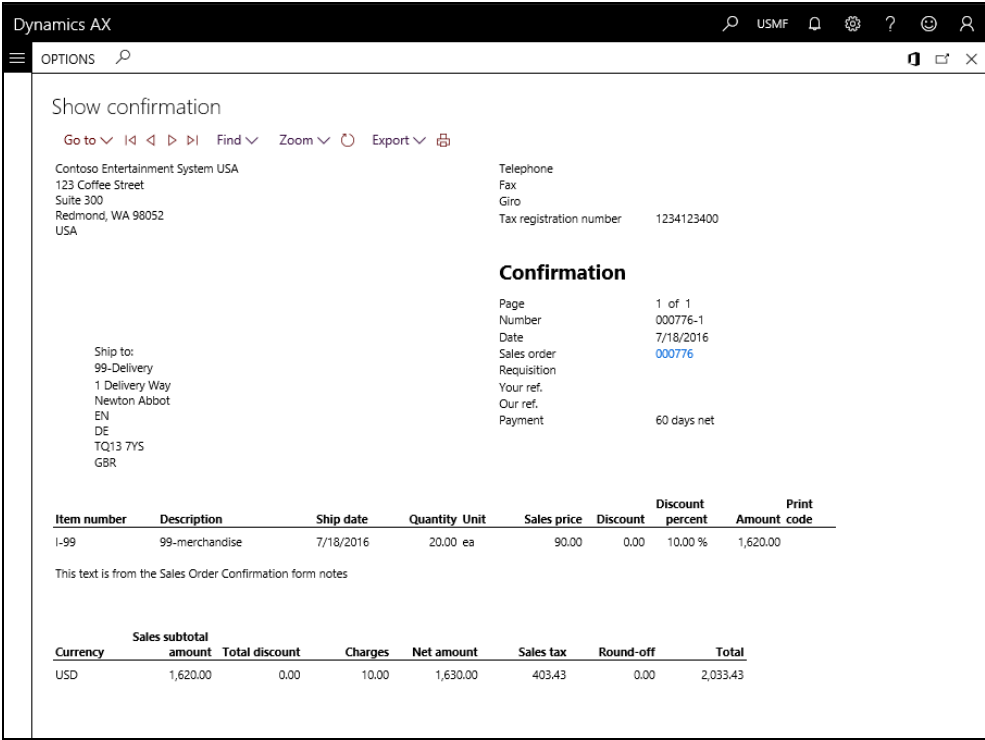 Dynamics AX
USMF
OPTIONS
Show confirmation
Go to Find Zoom Export
Contoso Entertainment System USA
123 Coffee Street
Suite 300
Redmond, WA 98052
USA
Telephone
Fax
Giro
Tax registration number 1234123400
Confirmation
Page 1 of 1
Number 000776-1
Date 7/18/2016
Sales order 000776
Requisition
Your ref.
Our ref.
Payment 60 days net
Ship to:
99-Delivery
1 Delivery Way
Newton Abbot
EN
DE
TQ13 7YS
GBR
Item number Description Ship date Quantity Unit Sales price Discount Discount percent Amount Print code
I-99 99-merchandise 7/18/2016 20.00 ea 90.00 0.00 10.00 % 1,620.00
This text is from the Sales Order Confirmation form notes
Currency Sales subtotal amount Total discount Charges Net amount Sales tax Round-off Total
USD 1,620.00 0.00 10.00 1,630.00 403.43 0.00 2,033.43